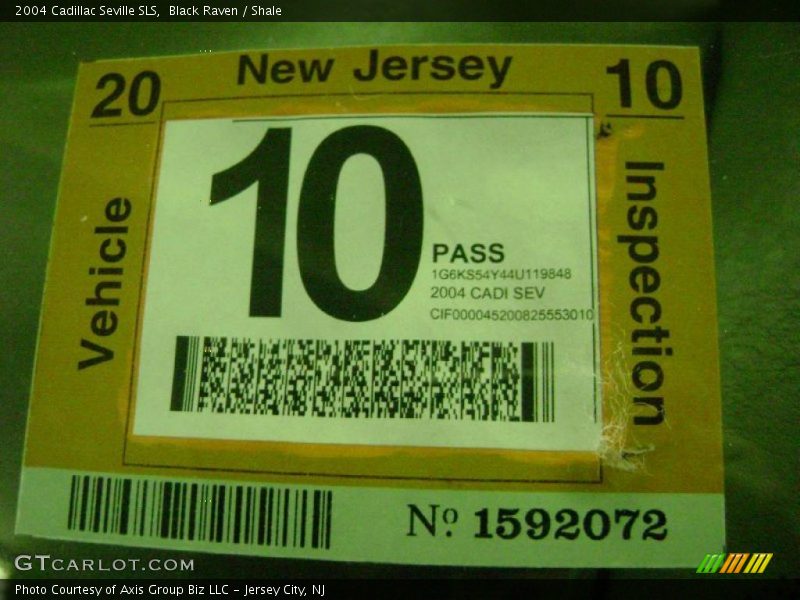 2004 Cadillac Seville SLS, Black Raven / Shale
20 New Jersey 10
Vehicle
Inspection
10
PASS
1G6KS54Y44U119848
2004 CADI SEV
CIF000045200825553010
Nº 1592072
GTCARLOT.COM
Photo Courtesy of Axis Group Biz LLC - Jersey City, NJ